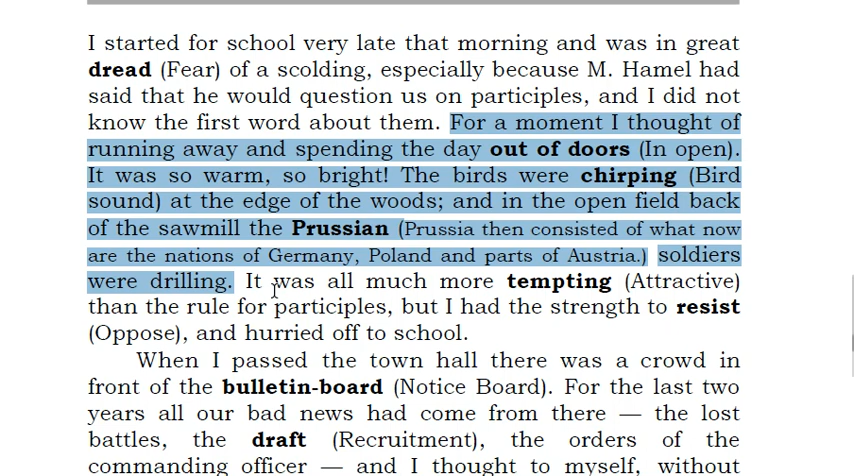 I started for school very late that morning and was in great
dread (Fear) of a scolding, especially because M. Hamel had
said that he would question us on participles, and I did not
know the first word about them. For a moment I thought of
running away and spending the day out of doors (In open).
It was so warm, so bright! The birds were chirping (Bird
sound) at the edge of the woods; and in the open field back
of the sawmill the Prussian (Prussia then consisted of what now
are the nations of Germany, Poland and parts of Austria.) soldiers
were drilling. It was all much more tempting (Attractive)
than the rule for participles, but I had the strength to resist
(Oppose), and hurried off to school.
When I passed the town hall there was a crowd in
front of the bulletin-board (Notice Board). For the last two
years all our bad news had come from there — the lost
battles, the draft (Recruitment), the orders of the
commanding officer — and I thought to myself, without